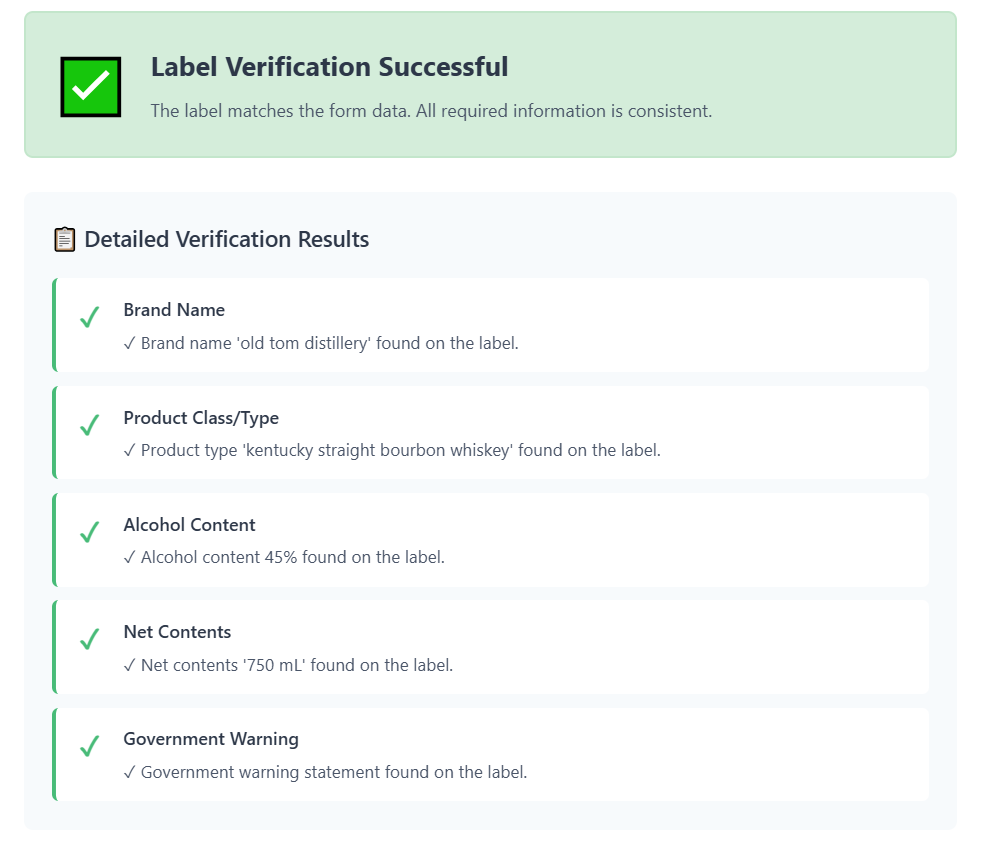 Label Verification Successful
The label matches the form data. All required information is consistent.
Detailed Verification Results
Brand Name
✓ Brand name 'old tom distillery' found on the label.
Product Class/Type
✓ Product type 'kentucky straight bourbon whiskey' found on the label.
Alcohol Content
✓ Alcohol content 45% found on the label.
Net Contents
✓ Net contents '750 mL' found on the label.
Government Warning
✓ Government warning statement found on the label.